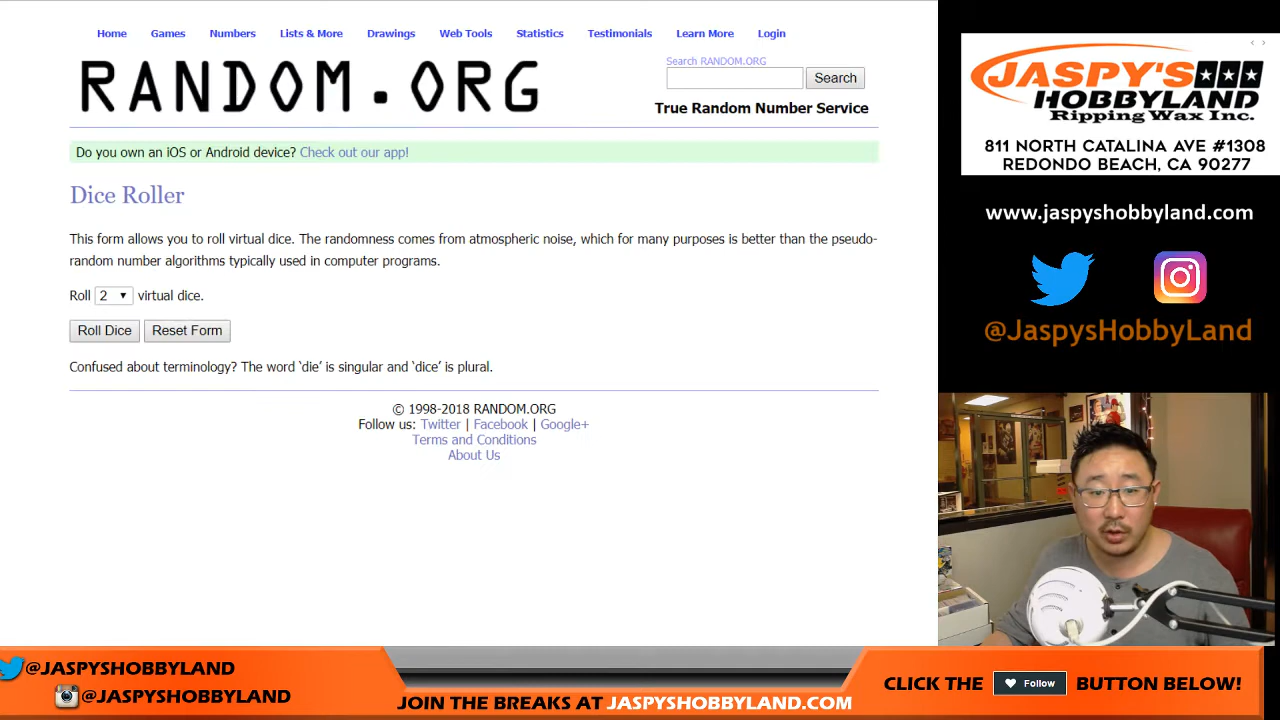 Home Games Numbers Lists & More Drawings Web Tools Statistics Testimonials Learn More Login
RANDOM.ORG
Search RANDOM.ORG
Search
True Random Number Service
Do you own an iOS or Android device? Check out our app!
Dice Roller
This form allows you to roll virtual dice. The randomness comes from atmospheric noise, which for many purposes is better than the pseudo-
random number algorithms typically used in computer programs.
Roll 2 virtual dice.
Roll Dice Reset Form
Confused about terminology? The word ‘die’ is singular and ‘dice’ is plural.
© 1998-2018 RANDOM.ORG
Follow us: Twitter | Facebook | Google+
Terms and Conditions
About Us
JASPY'S
HOBBYLAND
Ripping Wax Inc.
811 NORTH CATALINA AVE #1308
REDONDO BEACH, CA 90277
www.jaspyshobbyland.com
@JaspysHobbyLand
@JASPYSHOBBYLAND
@JASPYSHOBBYLAND
JOIN THE BREAKS AT JASPYSHOBBYLAND.COM
CLICK THE Follow BUTTON BELOW!